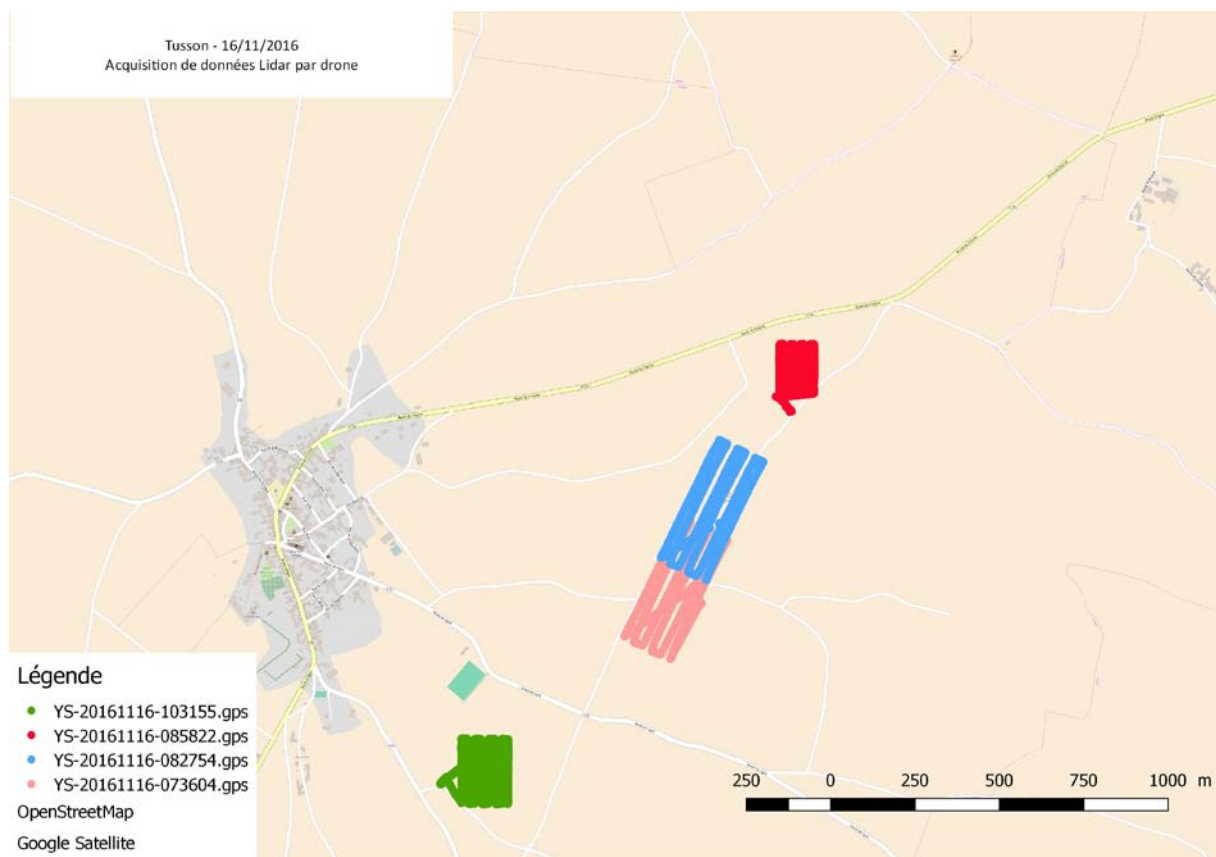 Tusson - 16/11/2016
Acquisition de données Lidar par drone
Légende
YS-20161116-103155.gps
YS-20161116-085822.gps
YS-20161116-082754.gps
YS-20161116-073604.gps
OpenStreetMap
Google Satellite
250 0 250 500 750 1000 m